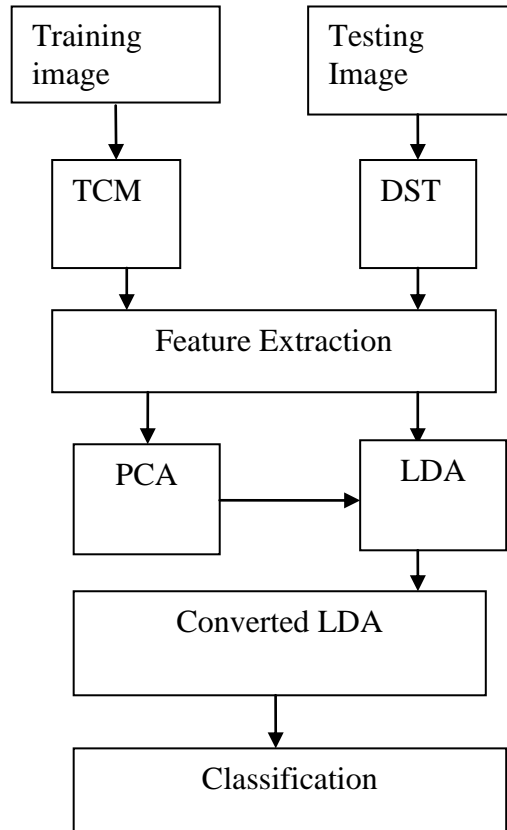 Training
image
Testing
Image
TCM
DST
Feature Extraction
PCA
LDA
Converted LDA
Classification